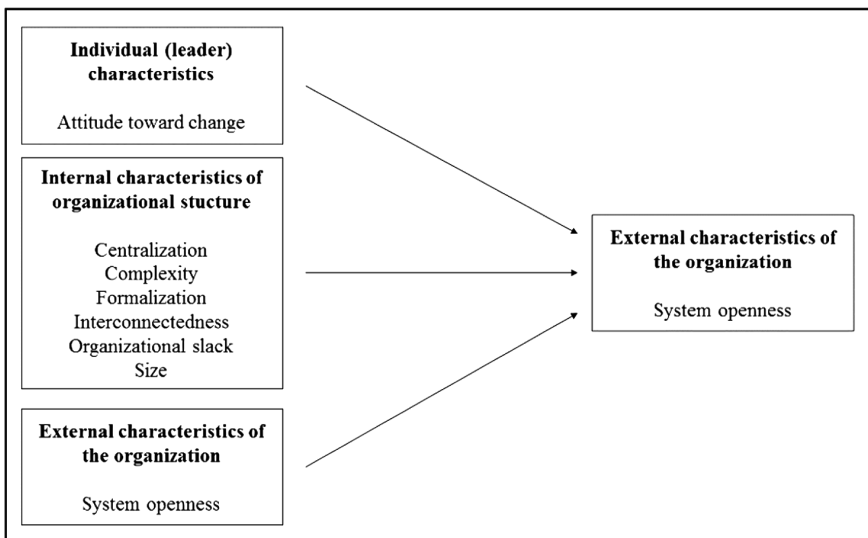 Individual (leader)
characteristics
Attitude toward change
Internal characteristics of
organizational stucture
Centralization
Complexity
Formalization
Interconnectedness
Organizational slack
Size
External characteristics of
the organization
System openness
External characteristics of
the organization
System openness